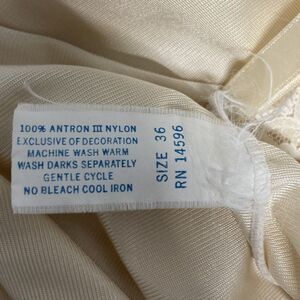 100% ANTRON III NYLON
EXCLUSIVE OF DECORATION
MACHINE WASH WARM
WASH DARKS SEPARATELY
GENTLE CYCLE
NO BLEACH COOL IRON
SIZE 36
RN 14596